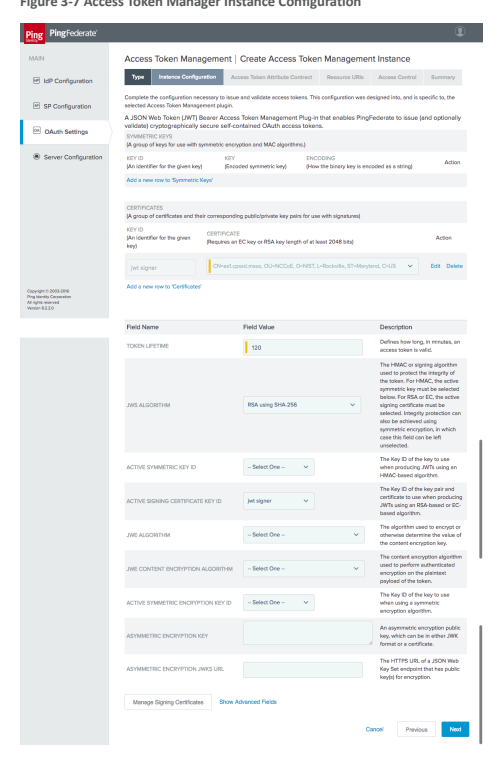 Figure 3-7 Access Token Manager Instance Configuration
Ping
PingFederate
MAIN
IdP Configuration
SP Configuration
OAuth Settings
Server Configuration
Copyright © 2003-2016
Ping Identity Corporation
All rights reserved
Version 8.2.2.0
Access Token Management | Create Access Token Management Instance
Type Instance Configuration Access Token Attribute Contract Resource URIs Access Control Summary
Complete the configuration necessary to issue and validate access tokens. This configuration was designed into, and is specific to, the
selected Access Token Management plugin.
A JSON Web Token (JWT) Bearer Access Token Management Plug-in that enables PingFederate to issue (and optionally
validate) cryptographically secure self-contained OAuth access tokens.
SYMMETRIC KEYS
(A group of keys for use with symmetric encryption and MAC algorithms.)
KEY ID KEY ENCODING
(An identifier for the given key) (Encoded symmetric key) (How the binary key is encoded as a string) Action
Add a new row to 'Symmetric Keys'
CERTIFICATES
(A group of certificates and their corresponding public/private key pairs for use with signatures)
KEY ID
(An identifier for the given
key)
CERTIFICATE
(Requires an EC key or RSA key length of at least 2048 bits)
Action
jwt signer OU=NCCoE, O=NIST, L=Rockville, ST=Maryland, C=US Edit Delete
Add a new row to 'Certificates'
Field Name Field Value Description
TOKEN LIFETIME 120 Defines how long, in minutes, an
access token is valid.
JWS ALGORITHM RSA using SHA-256
The HMAC or signing algorithm
used to protect the integrity of
the token. For HMAC, the active
symmetric key must be selected
below. For RSA or EC, the active
signing certificate must be
selected. Integrity protection can
also be achieved using
symmetric encryption, in which
case this field can be left
unselected.
ACTIVE SYMMETRIC KEY ID -- Select One --
The Key ID of the key to use
when producing JWTs using an
HMAC-based algorithm.
ACTIVE SIGNING CERTIFICATE KEY ID jwt signer
The Key ID of the key pair and
certificate to use when producing
JWTs using an RSA-based or EC-
based algorithm.
JWE ALGORITHM -- Select One --
The algorithm used to encrypt or
otherwise determine the value of
the content encryption key.
JWE CONTENT ENCRYPTION ALGORITHM -- Select One --
The content encryption algorithm
used to perform authenticated
encryption on the plaintext
payload of the token.
ACTIVE SYMMETRIC ENCRYPTION KEY ID -- Select One --
The Key ID of the key to use
when using a symmetric
encryption algorithm.
ASYMMETRIC ENCRYPTION KEY
An asymmetric encryption public
key, which can be in either JWK
format or a certificate.
ASYMMETRIC ENCRYPTION JWKS URL
The HTTPS URL of a JSON Web
Key Set endpoint that has public
key(s) for encryption.
Manage Signing Certificates Show Advanced Fields
Cancel Previous Next